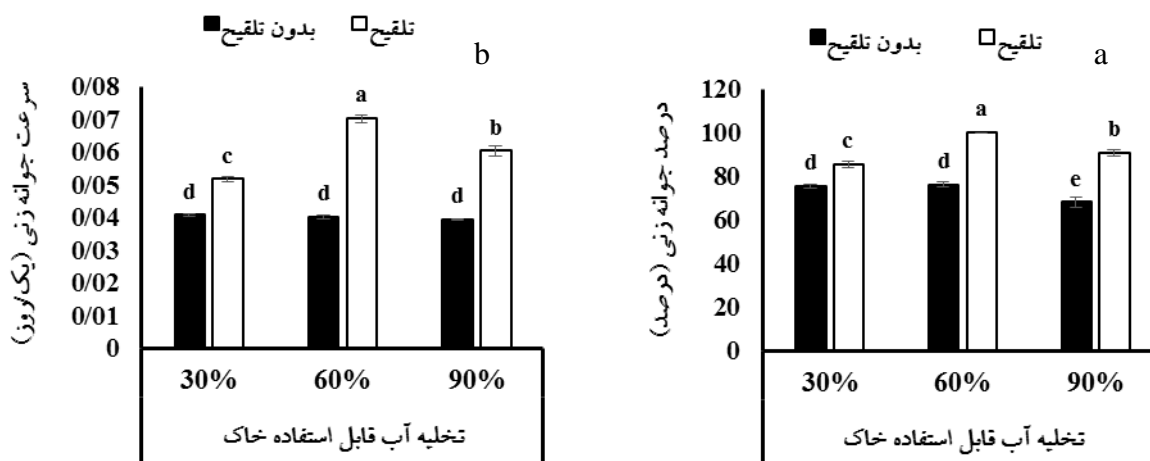 بدون تلقیح تلقیح
b
سرعت جوانه زنی (یک/روز)
0/08
0/07
0/06
0/05
0/04
0/03
0/02
0/01
0
d c d a d b
30% 60% 90%
تخلیه آب قابل استفاده خاک
بدون تلقیح تلقیح
a
درصد جوانه زنی (درصد)
120
100
80
60
40
20
0
d c d a e b
30% 60% 90%
تخلیه آب قابل استفاده خاک